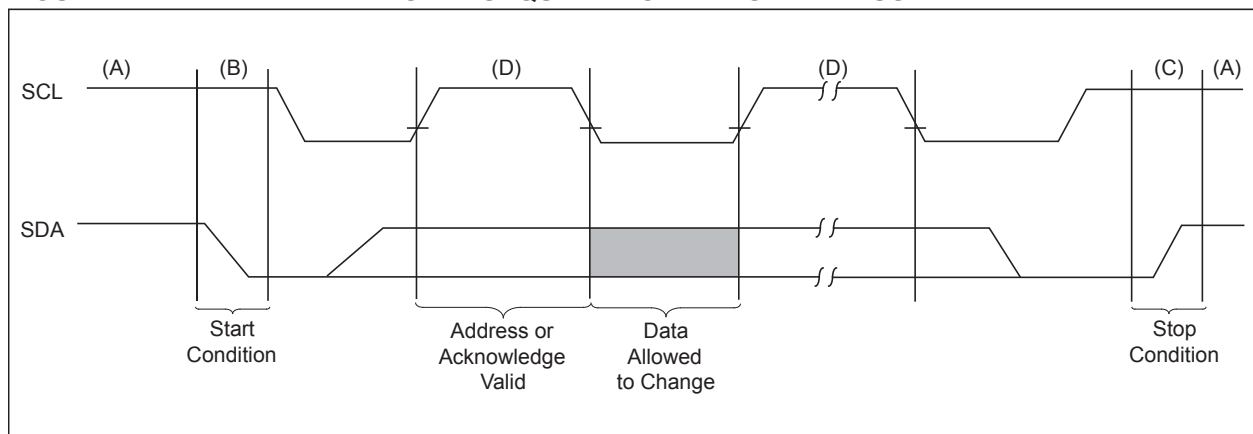 (A) (B) (D) (D) (C) (A)
SCL
SDA
Start
Condition
Address or
Acknowledge
Valid
Data
Allowed
to Change
Stop
Condition